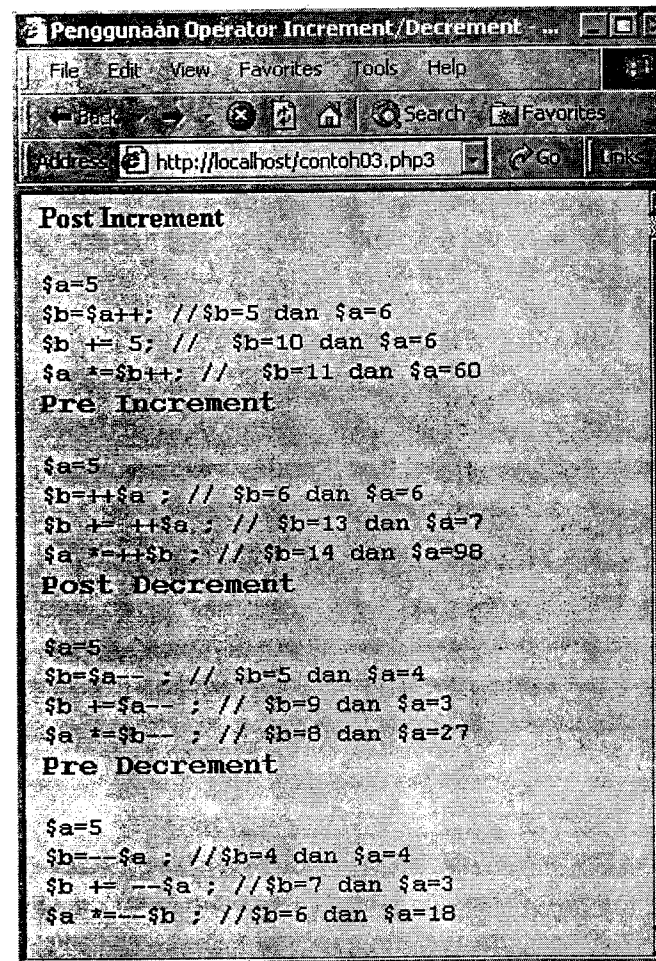 Penggunaan Operator Increment/Decrement - ...
File Edit View Favorites Tools Help
Back Search Favorites
Address http://localhost/contoh03.php3 Go Links
Post Increment
$a=5
$b=$a++; //$b=5 dan $a=6
$b += 5; // $b=10 dan $a=6
$a *=$b++; // $b=11 dan $a=60
Pre Increment
$a=5
$b=++$a ; // $b=6 dan $a=6
$b += ++$a ; // $b=13 dan $a=7
$a *=++$b ; // $b=14 dan $a=98
Post Decrement
$a=5
$b=$a-- ; // $b=5 dan $a=4
$b +=$a-- ; // $b=9 dan $a=3
$a *=$b-- ; // $b=8 dan $a=27
Pre Decrement
$a=5
$b=--$a ; //$b=4 dan $a=4
$b += --$a ; //$b=7 dan $a=3
$a *=--$b ; //$b=6 dan $a=18